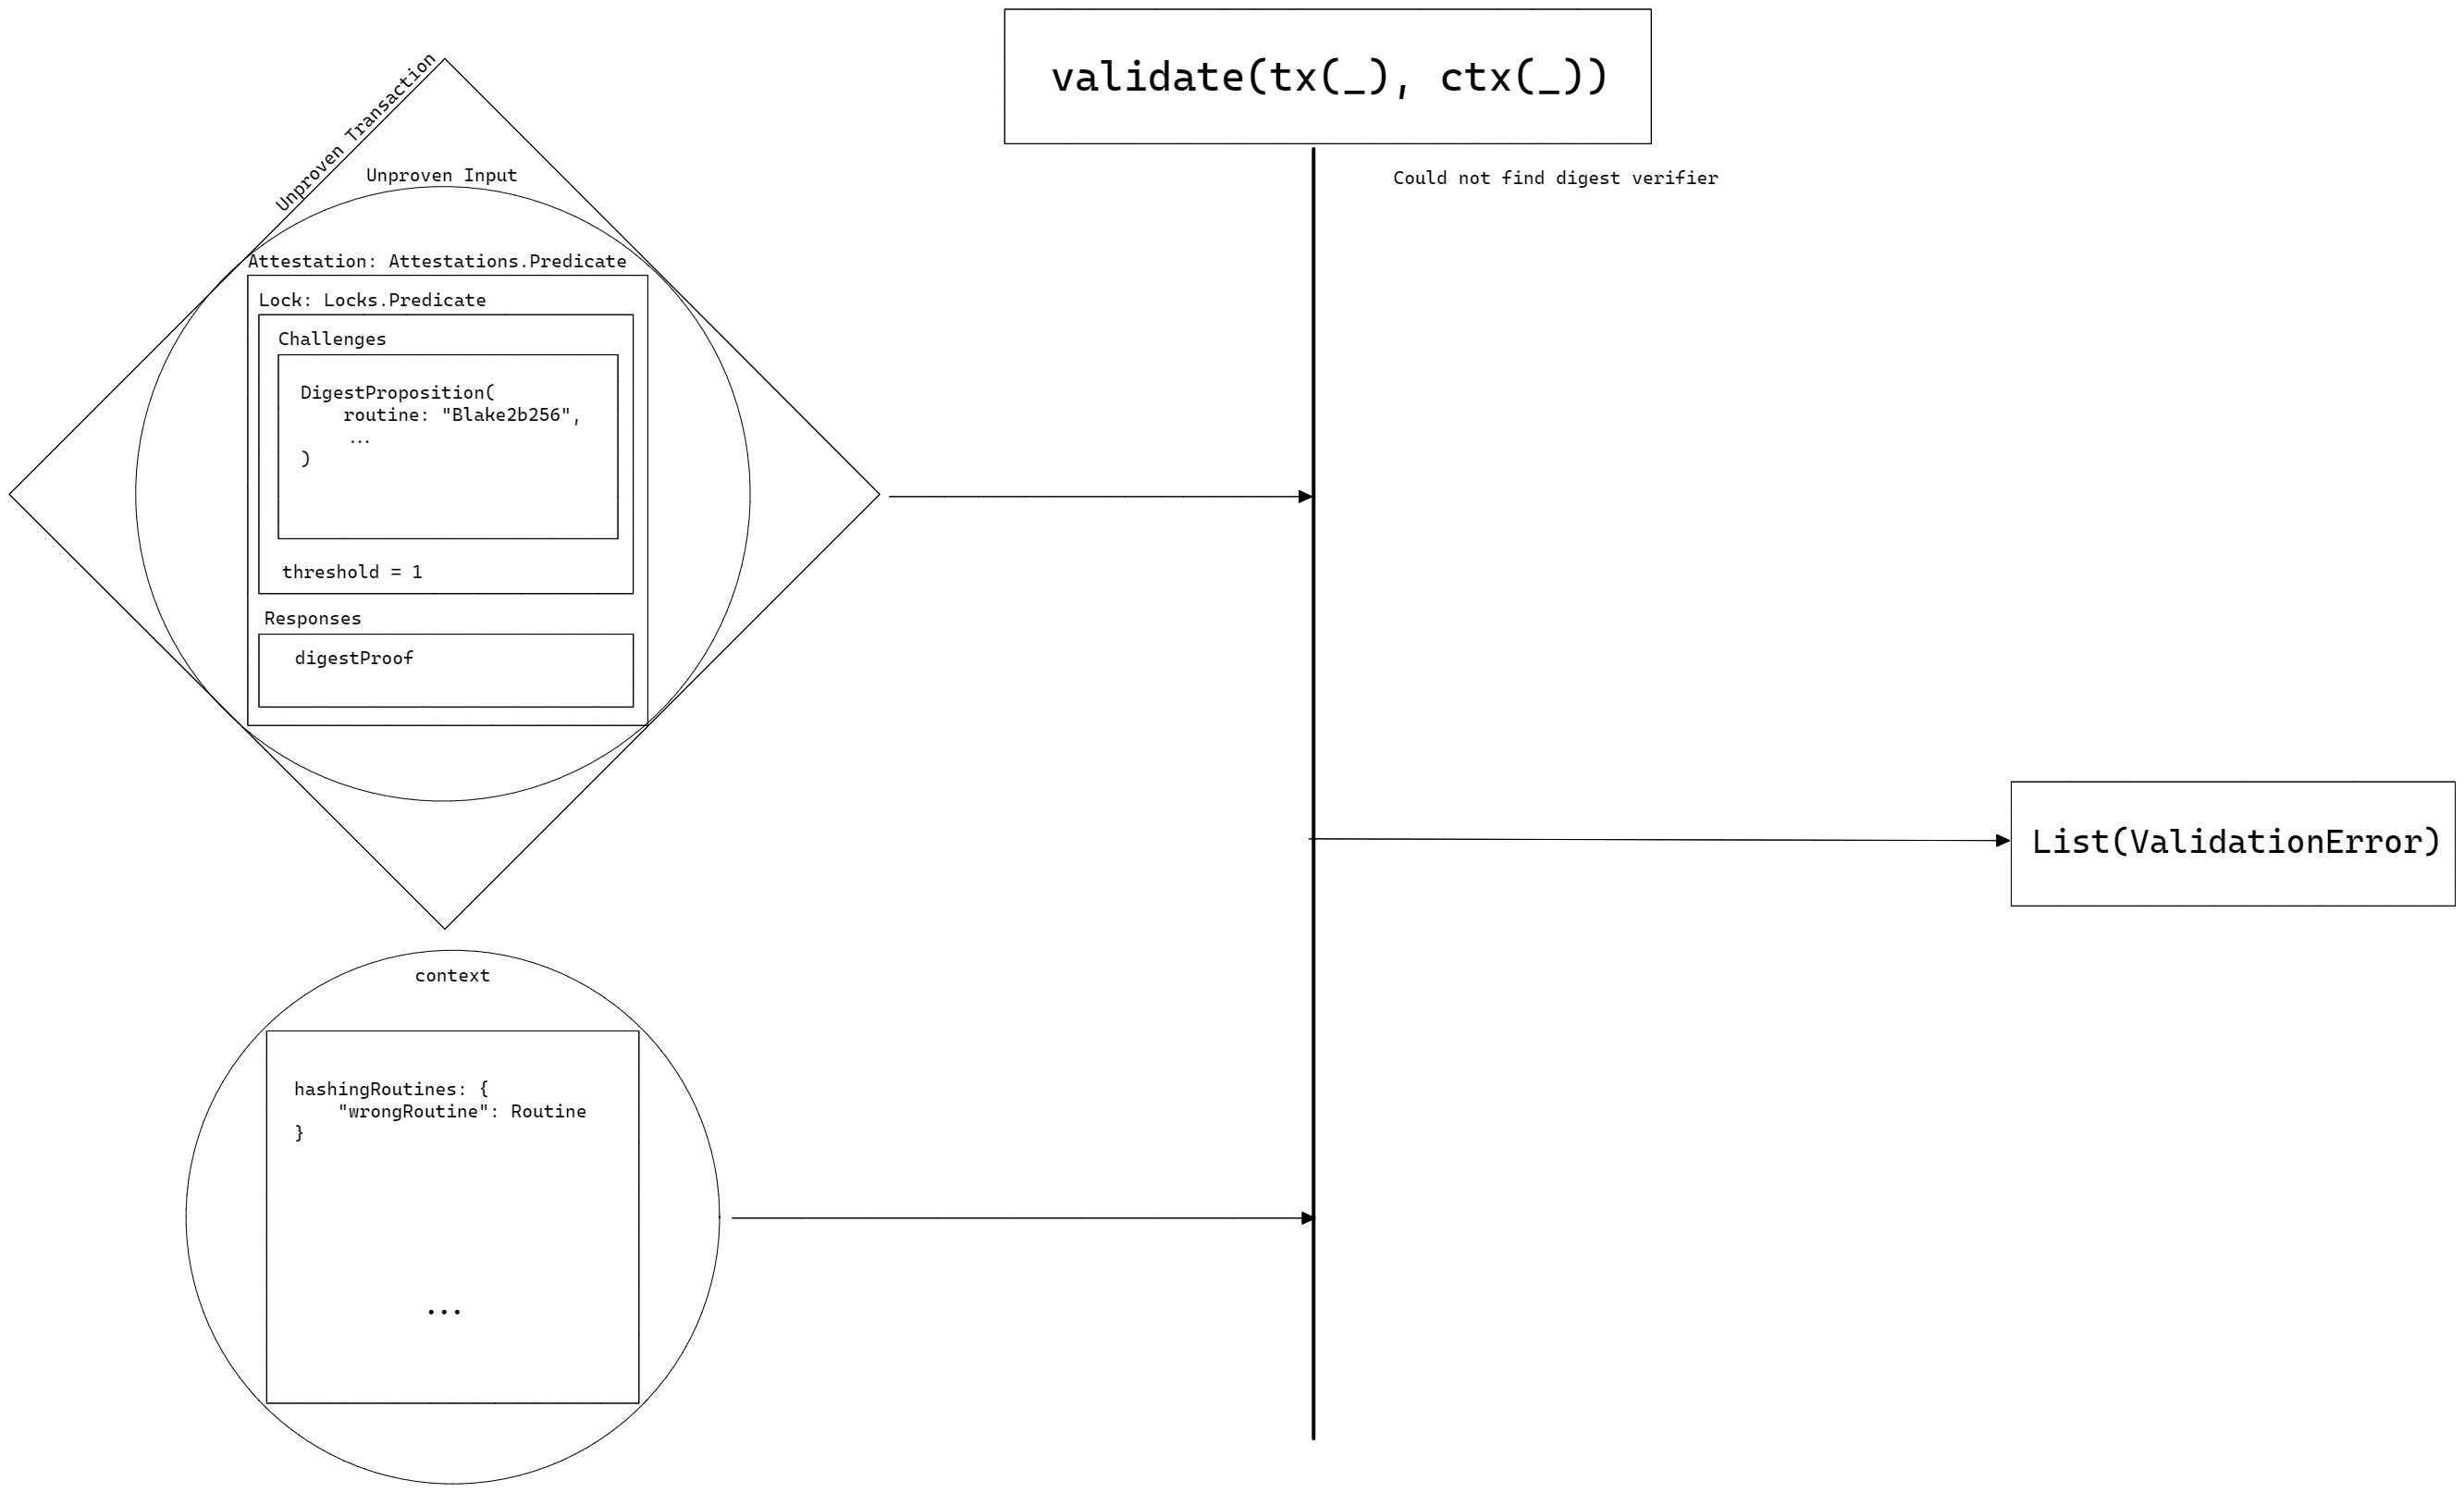 validate(tx(_), ctx(_))
Could not find digest verifier
Unproven Transaction
Unproven Input
Attestation: Attestations.Predicate
Lock: Locks.Predicate
Challenges
DigestProposition(
routine: "Blake2b256",
...
)
threshold = 1
Responses
digestProof
List(ValidationError)
context
hashingRoutines: {
"wrongRoutine": Routine
}
...